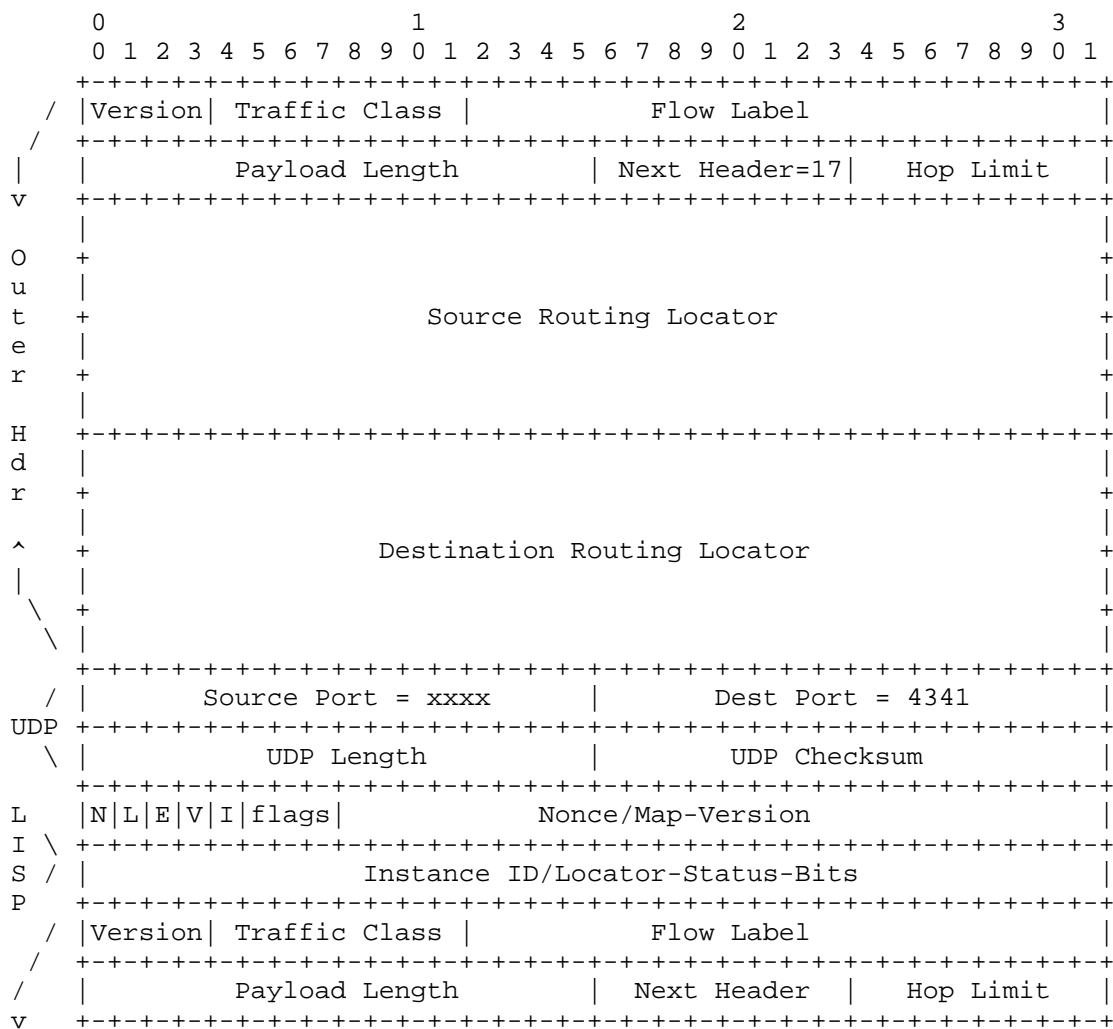 0                   1                   2                   3
        0 1 2 3 4 5 6 7 8 9 0 1 2 3 4 5 6 7 8 9 0 1 2 3 4 5 6 7 8 9 0 1
       +-+-+-+-+-+-+-+-+-+-+-+-+-+-+-+-+-+-+-+-+-+-+-+-+-+-+-+-+-+-+-+-+
     / |Version| Traffic Class |           Flow Label                  |
    /  +-+-+-+-+-+-+-+-+-+-+-+-+-+-+-+-+-+-+-+-+-+-+-+-+-+-+-+-+-+-+-+-+
   |   |         Payload Length        | Next Header=17|   Hop Limit   |
   v   +-+-+-+-+-+-+-+-+-+-+-+-+-+-+-+-+-+-+-+-+-+-+-+-+-+-+-+-+-+-+-+-+
       |                                                               |
   O   +                                                               +
   u   |                                                               |
   t   +                     Source Routing Locator                    +
   e   |                                                               |
   r   +                                                               +
       |                                                               |
   H   +-+-+-+-+-+-+-+-+-+-+-+-+-+-+-+-+-+-+-+-+-+-+-+-+-+-+-+-+-+-+-+-+
   d   |                                                               |
   r   +                                                               +
       |                                                               |
   ^   +                  Destination Routing Locator                  +
   |   |                                                               |
    \  +                                                               +
     \ |                                                               |
       +-+-+-+-+-+-+-+-+-+-+-+-+-+-+-+-+-+-+-+-+-+-+-+-+-+-+-+-+-+-+-+-+
     / |       Source Port = xxxx      |       Dest Port = 4341        |
   UDP +-+-+-+-+-+-+-+-+-+-+-+-+-+-+-+-+-+-+-+-+-+-+-+-+-+-+-+-+-+-+-+-+
     \ |           UDP Length          |        UDP Checksum           |
       +-+-+-+-+-+-+-+-+-+-+-+-+-+-+-+-+-+-+-+-+-+-+-+-+-+-+-+-+-+-+-+-+
   L   |N|L|E|V|I|flags|            Nonce/Map-Version                  |
   I \ +-+-+-+-+-+-+-+-+-+-+-+-+-+-+-+-+-+-+-+-+-+-+-+-+-+-+-+-+-+-+-+-+
   S / |                 Instance ID/Locator-Status-Bits               |
   P   +-+-+-+-+-+-+-+-+-+-+-+-+-+-+-+-+-+-+-+-+-+-+-+-+-+-+-+-+-+-+-+-+
     / |Version| Traffic Class |           Flow Label                  |
    /  +-+-+-+-+-+-+-+-+-+-+-+-+-+-+-+-+-+-+-+-+-+-+-+-+-+-+-+-+-+-+-+-+
   /   |         Payload Length        |  Next Header  |   Hop Limit   |
   v   +-+-+-+-+-+-+-+-+-+-+-+-+-+-+-+-+-+-+-+-+-+-+-+-+-+-+-+-+-+-+-+-+